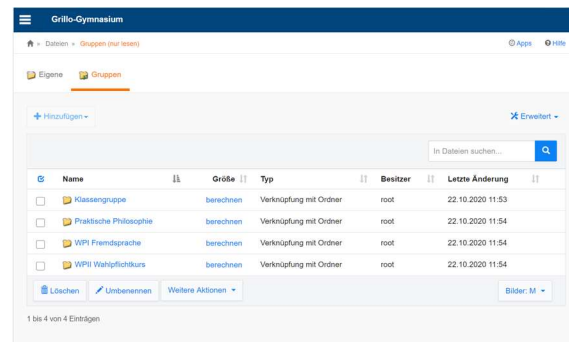 Grillo-Gymnasium
» Dateien » Gruppen (nur lesen)
Apps Hilfe
Eigene Gruppen
Hinzufügen Erweitert
In Dateien suchen...
Name Größe Typ Besitzer Letzte Änderung
Klassengruppe berechnen Verknüpfung mit Ordner root 22.10.2020 11:53
Praktische Philosophie berechnen Verknüpfung mit Ordner root 22.10.2020 11:54
WPI Fremdsprache berechnen Verknüpfung mit Ordner root 22.10.2020 11:54
WPII Wahlpflichtkurs berechnen Verknüpfung mit Ordner root 22.10.2020 11:54
Löschen Umbenennen Weitere Aktionen Bilder: M
1 bis 4 von 4 Einträgen